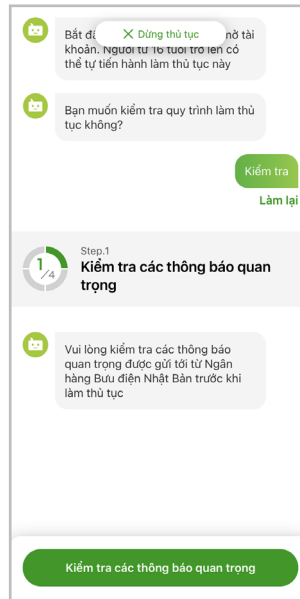 Bắt đ
Dừng thủ tục
mở tài
khoản. Người từ 16 tuổi trở lên có
thể tự tiến hành làm thủ tục này
Bạn muốn kiểm tra quy trình làm thủ
tục không?
Kiểm tra
Làm lại
1/4
Step.1
Kiểm tra các thông báo quan
trọng
Vui lòng kiểm tra các thông báo
quan trọng được gửi tới từ Ngân
hàng Bưu điện Nhật Bản trước khi
làm thủ tục
Kiểm tra các thông báo quan trọng